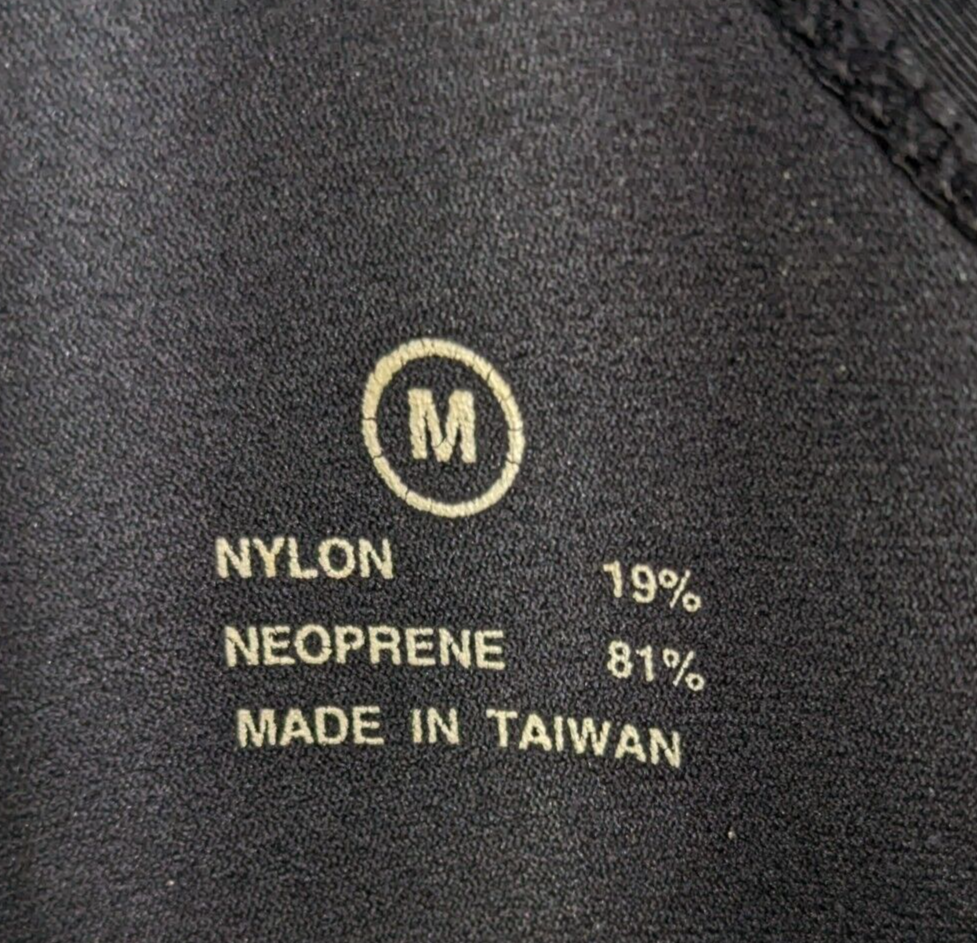 M
NYLON 19%
NEOPRENE 81%
MADE IN TAIWAN